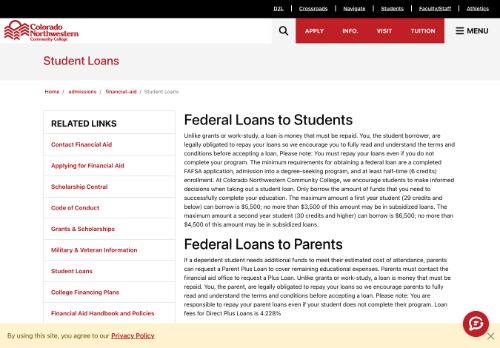 D2L | Crossroads | Navigate | Students | Faculty/Staff | Athletics
Colorado
Northwestern
Community College
APPLY INFO. VISIT TUITION MENU
Student Loans
Home / admissions / financial-aid / Student Loans
RELATED LINKS
Contact Financial Aid
Applying for Financial Aid
Scholarship Central
Code of Conduct
Grants & Scholarships
Military & Veteran Information
Student Loans
College Financing Plans
Financial Aid Handbook and Policies
Federal Loans to Students
Unlike grants or work-study, a loan is money that must be repaid. You, the student borrower, are
legally obligated to repay your loans so we encourage you to fully read and understand the terms and
conditions before accepting a loan. Please note: You must repay your loans even if you do not
complete your program. The minimum requirements for obtaining a federal loan are a completed
FAFSA application, admission into a degree-seeking program, and at least half-time (6 credits)
enrollment. At Colorado Northwestern Community College, we encourage students to make informed
decisions when taking out a student loan. Only borrow the amount of funds that you need to
successfully complete your education. The maximum amount a first year student (29 credits and
below) can borrow is $5,500; no more than $3,500 of this amount may be in subsidized loans. The
maximum amount a second year student (30 credits and higher) can borrow is $6,500; no more than
$4,500 of this amount may be in subsidized loans.
Federal Loans to Parents
If a dependent student needs additional funds to meet their estimated cost of attendance, parents
can request a Parent Plus Loan to cover remaining educational expenses. Parents must contact the
financial aid office to request a Plus Loan. Unlike grants or work-study, a loan is money that must be
repaid. You, the parent, are legally obligated to repay your loans so we encourage parents to fully
read and understand the terms and conditions before accepting a loan. Please note: You are
responsible to repay your parent loans even if your student does not complete their program. Loan
fees for Direct Plus Loans is 4.228%
By using this site, you agree to our Privacy Policy